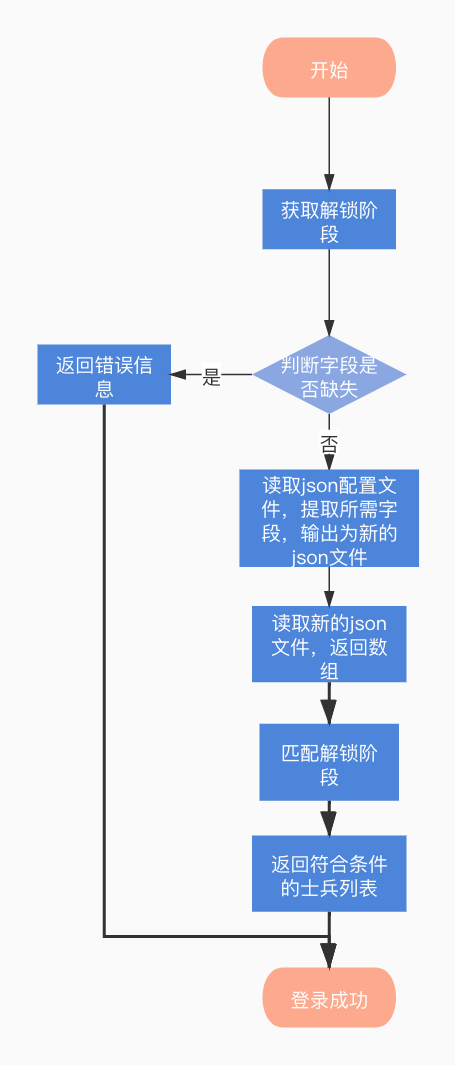 开始
获取解锁阶
段
判断字段是
否缺失
是
返回错误信
息
否
读取json配置文
件，提取所需字
段，输出为新的
json文件
读取新的json
文件，返回数
组
匹配解锁阶
段
返回符合条件
的士兵列表
登录成功